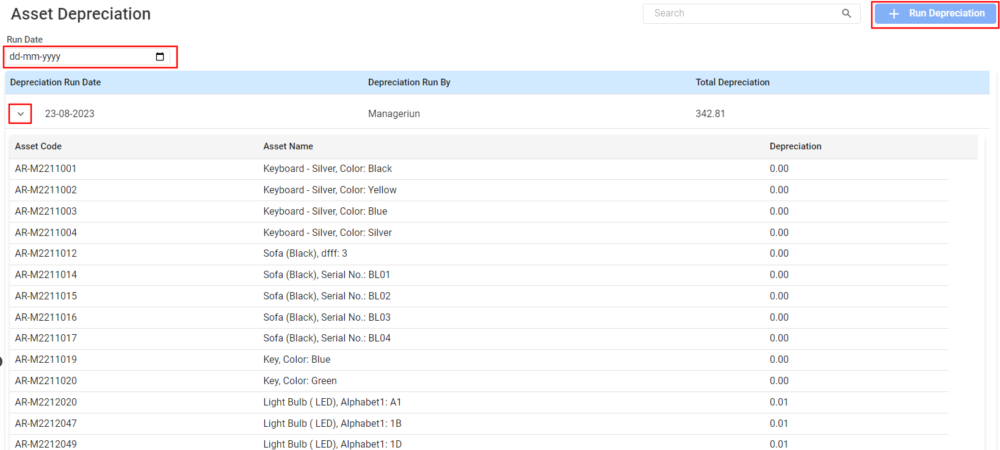 Asset Depreciation
Search
Run Depreciation
Run Date
dd-mm-yyyy
Depreciation Run Date Depreciation Run By Total Depreciation
23-08-2023 Manageriun 342.81
Asset Code Asset Name Depreciation
AR-M2211001 Keyboard - Silver, Color: Black 0.00
AR-M2211002 Keyboard - Silver, Color: Yellow 0.00
AR-M2211003 Keyboard - Silver, Color: Blue 0.00
AR-M2211004 Keyboard - Silver, Color: Silver 0.00
AR-M2211012 Sofa (Black), dfff: 3 0.00
AR-M2211014 Sofa (Black), Serial No.: BL01 0.00
AR-M2211015 Sofa (Black), Serial No.: BL02 0.00
AR-M2211016 Sofa (Black), Serial No.: BL03 0.00
AR-M2211017 Sofa (Black), Serial No.: BL04 0.00
AR-M2211019 Key, Color: Blue 0.00
AR-M2211020 Key, Color: Green 0.00
AR-M2212020 Light Bulb ( LED), Alphabet1: A1 0.01
AR-M2212047 Light Bulb ( LED), Alphabet1: 1B 0.01
AR-M2212049 Light Bulb ( LED), Alphabet1: 1D 0.01